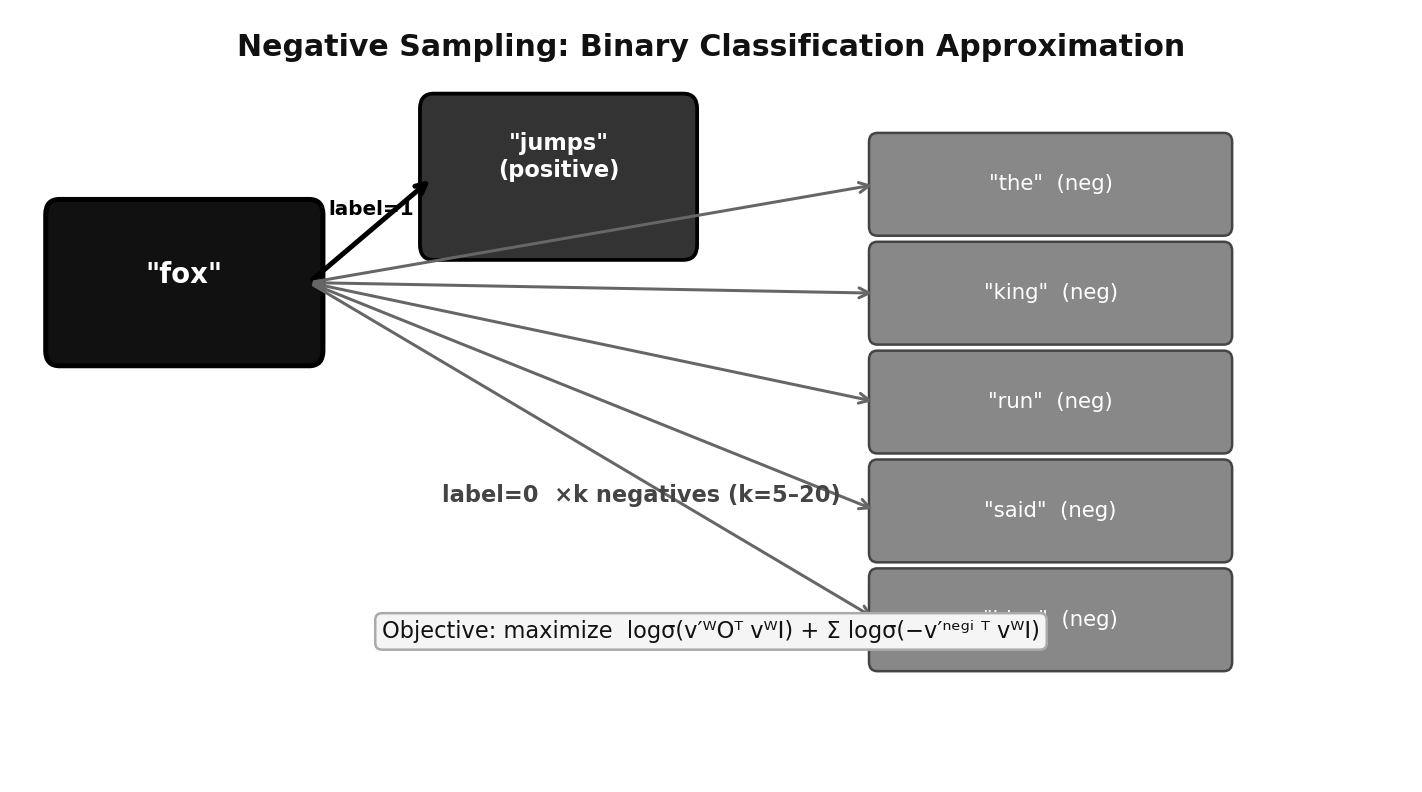 Negative Sampling: Binary Classification Approximation
"jumps"
(positive)
"the"  (neg)
label=1
"fox"
"king"  (neg)
"run"  (neg)
label=0  ×k negatives (k=5–20)
"said"  (neg)
(neg)
Objective: maximize  logσ(v′ᵂOᵀ vᵂI) + Σ logσ(−v′ⁿᵉᵍⁱ ᵀ vᵂI)